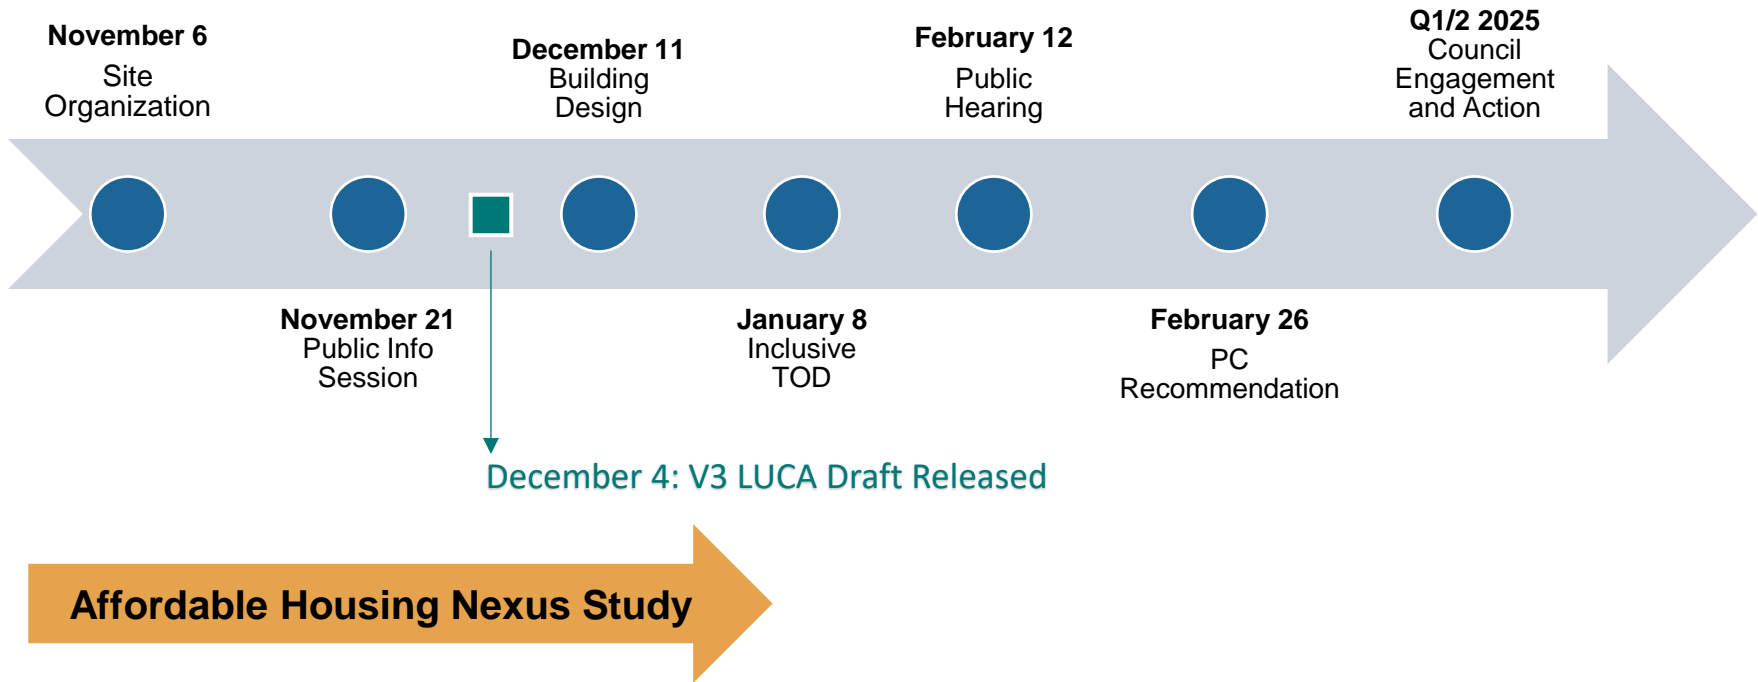 November 6
Site
Organization
December 11
Building
Design
February 12
Public
Hearing
Q1/2 2025
Council
Engagement
and Action
November 21
Public Info
Session
January 8
Inclusive
TOD
February 26
PC
Recommendation
December 4: V3 LUCA Draft Released
Affordable Housing Nexus Study